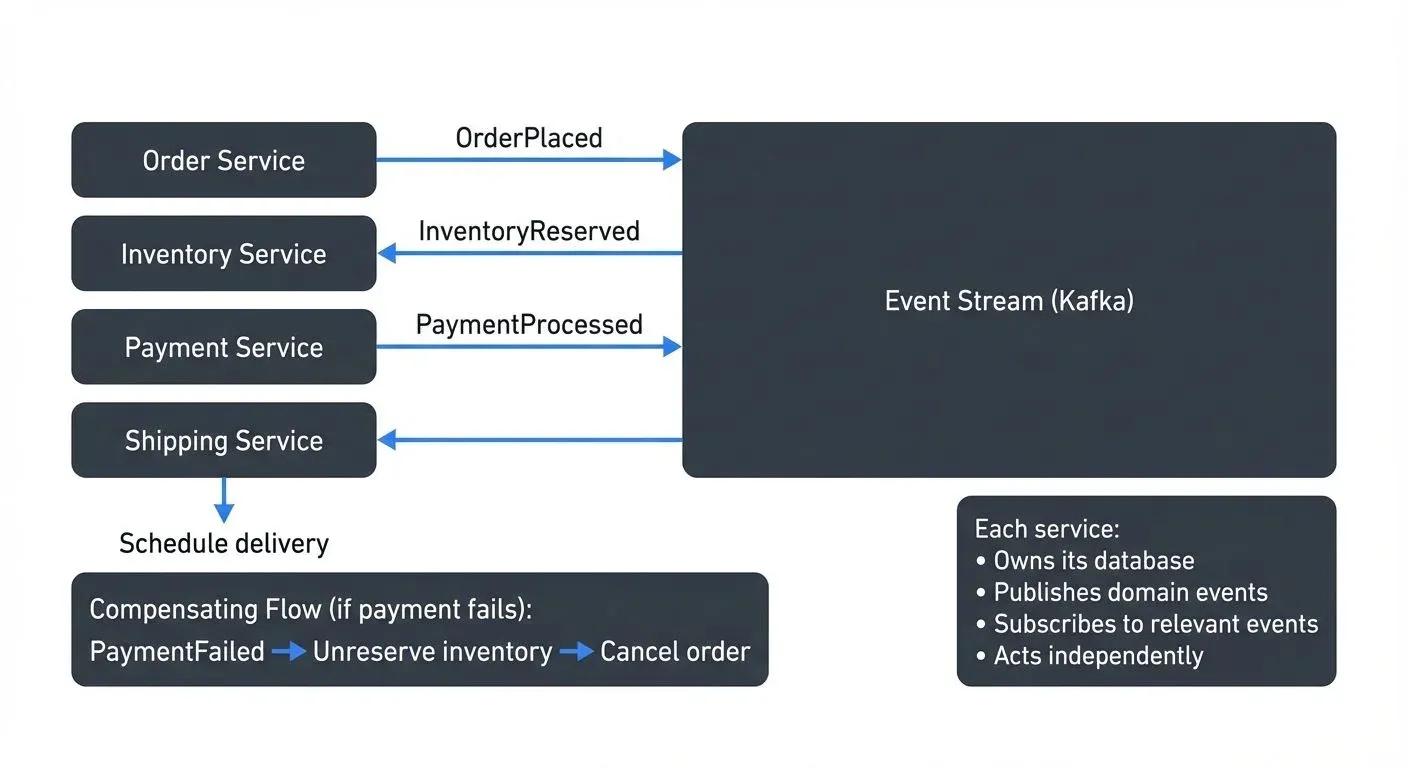 Order Service
OrderPlaced
Inventory Service
InventoryReserved
Payment Service
PaymentProcessed
Shipping Service
Event Stream (Kafka)
Schedule delivery
Compensating Flow (if payment fails):
PaymentFailed → Unreserve inventory → Cancel order
Each service:
• Owns its database
• Publishes domain events
• Subscribes to relevant events
• Acts independently